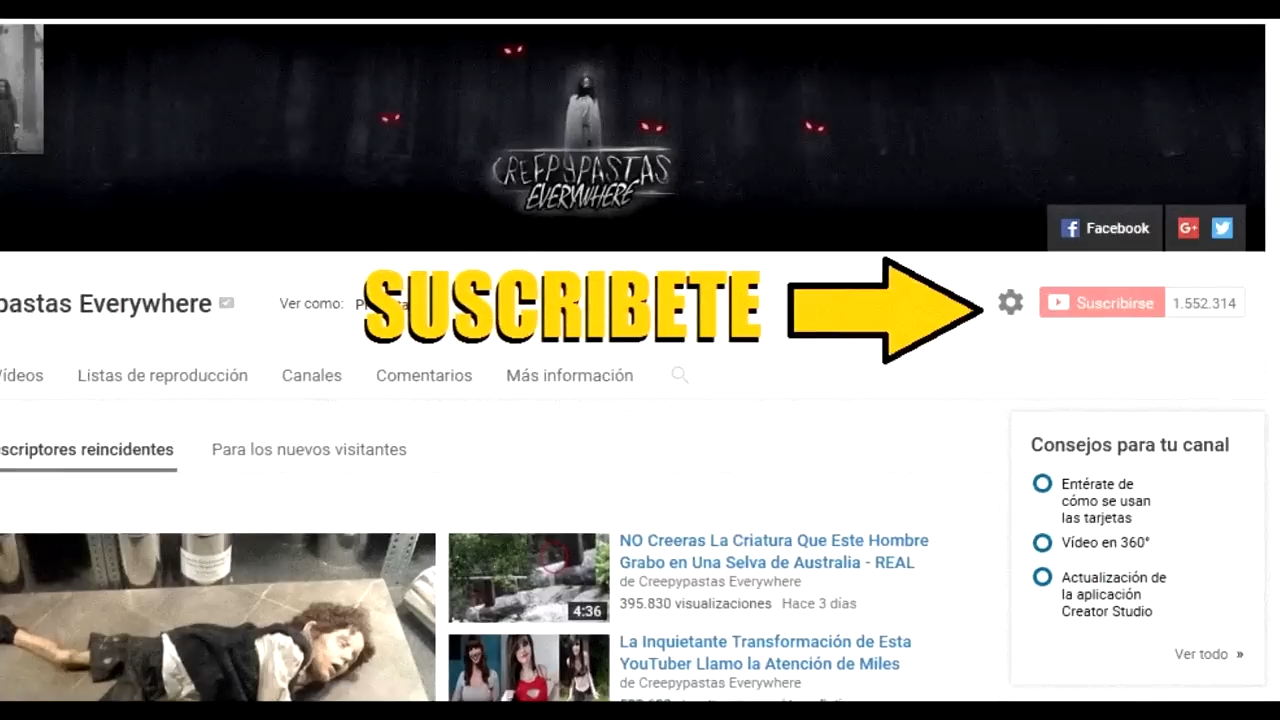 CREEPYPASTAS
EVERYWHERE
Facebook
G+
pastas Everywhere
Ver como:
SUSCRIBETE
Suscribirse
1.552.314
Vídeos
Listas de reproducción
Canales
Comentarios
Más información
scriptores reincidentes
Para los nuevos visitantes
Consejos para tu canal
Entérate de
cómo se usan
las tarjetas
Vídeo en 360°
Actualización de
la aplicación
Creator Studio
Ver todo »
NO Creeras La Criatura Que Este Hombre
Grabo en Una Selva de Australia - REAL
de Creepypastas Everywhere
395.830 visualizaciones Hace 3 días
4:36
La Inquietante Transformación de Esta
YouTuber Llamo la Atención de Miles
de Creepypastas Everywhere